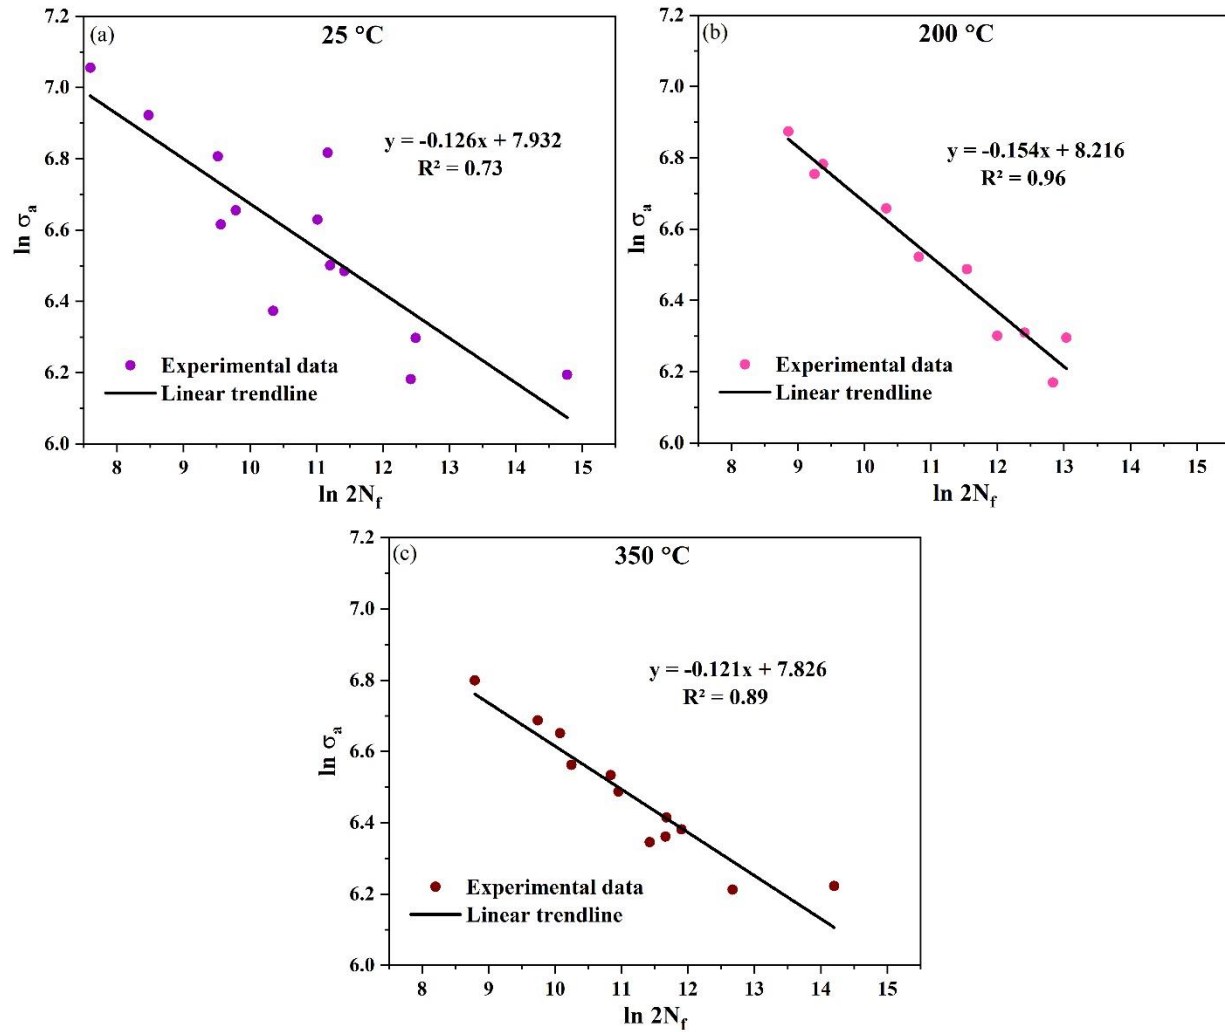 (a)
25 °C
7.2
7.0
6.8
6.6
6.4
6.2
6.0
ln σₐ
y = -0.126x + 7.932
R² = 0.73
Experimental data
Linear trendline
8 9 10 11 12 13 14 15
ln 2N_f
(b)
200 °C
7.2
7.0
6.8
6.6
6.4
6.2
6.0
ln σₐ
y = -0.154x + 8.216
R² = 0.96
Experimental data
Linear trendline
8 9 10 11 12 13 14 15
ln 2N_f
(c)
350 °C
7.2
7.0
6.8
6.6
6.4
6.2
6.0
ln σₐ
y = -0.121x + 7.826
R² = 0.89
Experimental data
Linear trendline
8 9 10 11 12 13 14 15
ln 2N_f